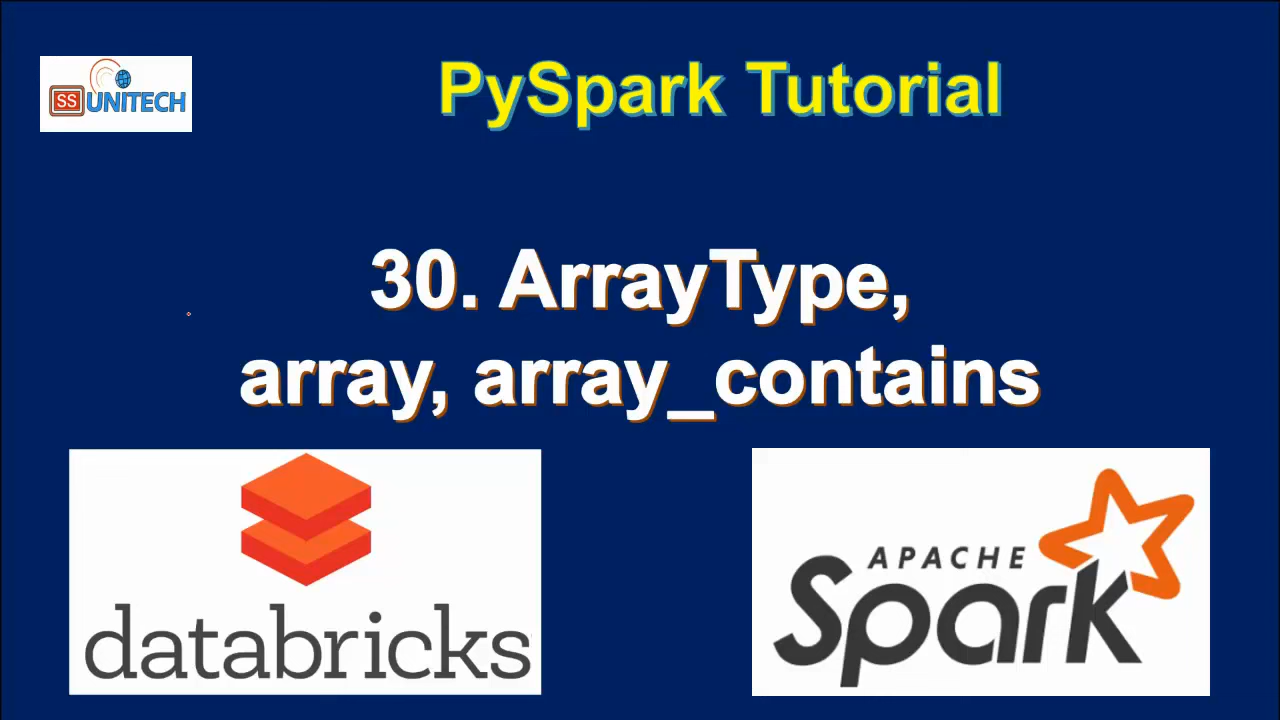 SS UNITECH
PySpark Tutorial
30. ArrayType,
array, array_contains
databricks
APACHE
Spark